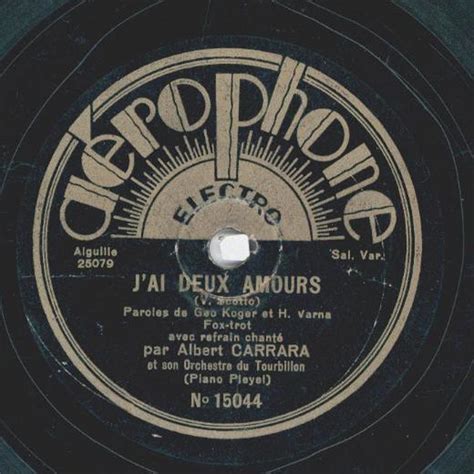 aérophone
ELECTRO
Aiguille
25079
Sal. Var.
J'AI DEUX AMOURS
(V. Scotto)
Paroles de Geo Koger et H. Varna
Fox-trot
avec refrain chanté
par Albert CARRARA
et son Orchestre du Tourbillon
(Piano Pleyel)
No 15044